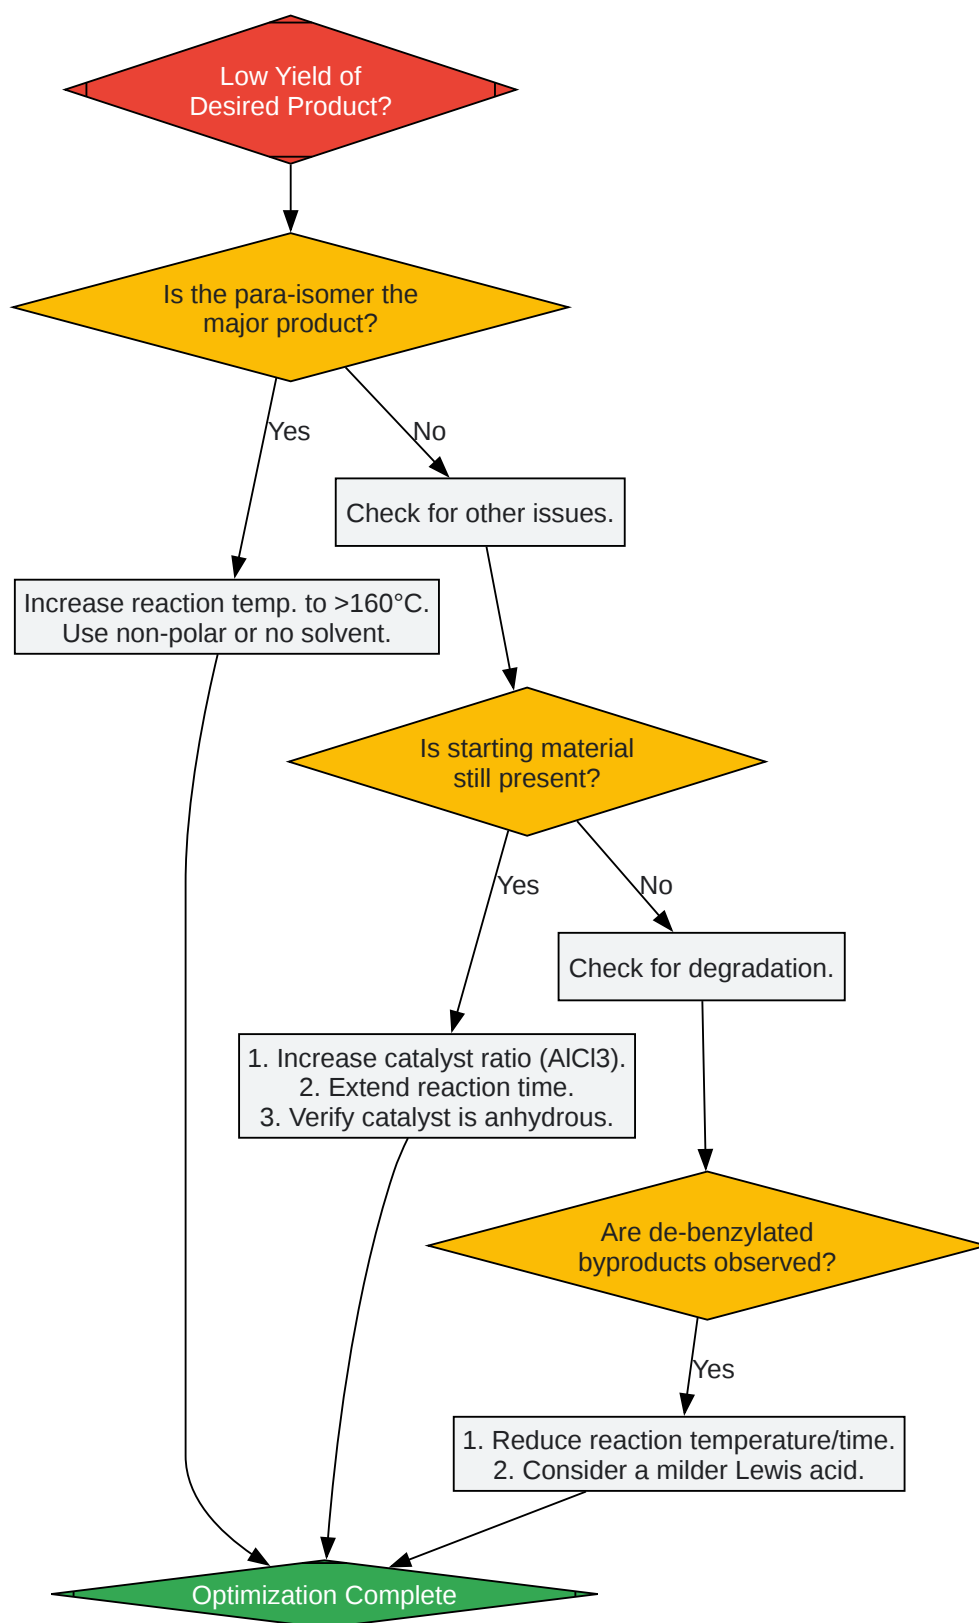 Low Yield of
Desired Product?
Is the para-isomer the
major product?
Yes
No
Check for other issues.
Increase reaction temp. to >160°C.
Use non-polar or no solvent.
Is starting material
still present?
Yes
No
Check for degradation.
1. Increase catalyst ratio (AlCl3).
2. Extend reaction time.
3. Verify catalyst is anhydrous.
Are de-benzylated
byproducts observed?
Yes
1. Reduce reaction temperature/time.
2. Consider a milder Lewis acid.
Optimization Complete